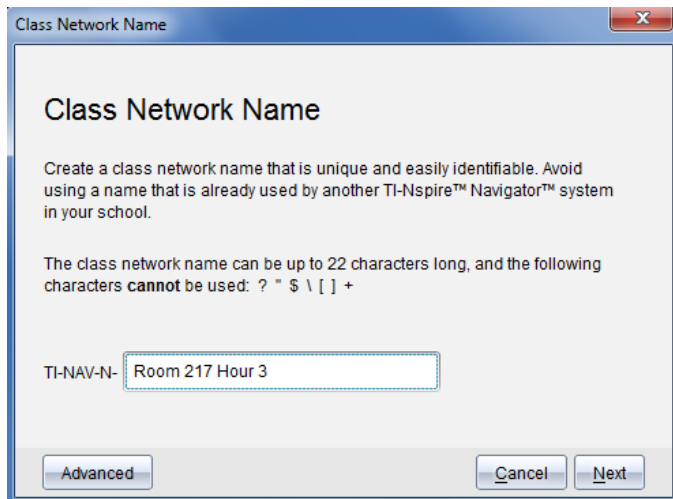 Class Network Name
X
Class Network Name
Create a class network name that is unique and easily identifiable. Avoid
using a name that is already used by another TI-Nspire™ Navigator™ system
in your school.
The class network name can be up to 22 characters long, and the following
characters cannot be used: ? " $ \ [ ] +
TI-NAV-N- Room 217 Hour 3
Advanced Cancel Next